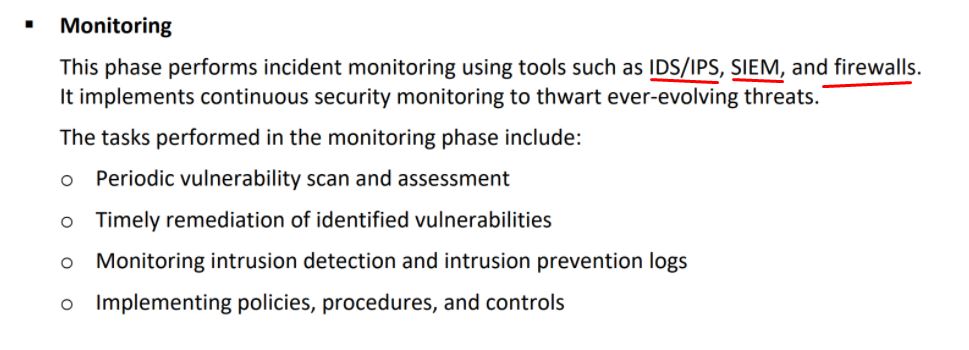 ▪ Monitoring
This phase performs incident monitoring using tools such as IDS/IPS, SIEM, and firewalls.
It implements continuous security monitoring to thwart ever-evolving threats.
The tasks performed in the monitoring phase include:
o Periodic vulnerability scan and assessment
o Timely remediation of identified vulnerabilities
o Monitoring intrusion detection and intrusion prevention logs
o Implementing policies, procedures, and controls